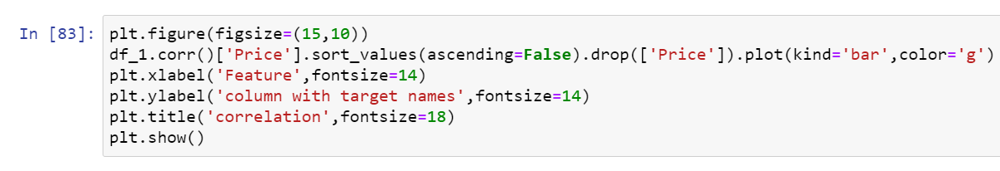 In [83]: plt.figure(figsize=(15,10))
df_1.corr()['Price'].sort_values(ascending=False).drop(['Price']).plot(kind='bar',color='g')
plt.xlabel('Feature',fontsize=14)
plt.ylabel('column with target names',fontsize=14)
plt.title('correlation',fontsize=18)
plt.show()